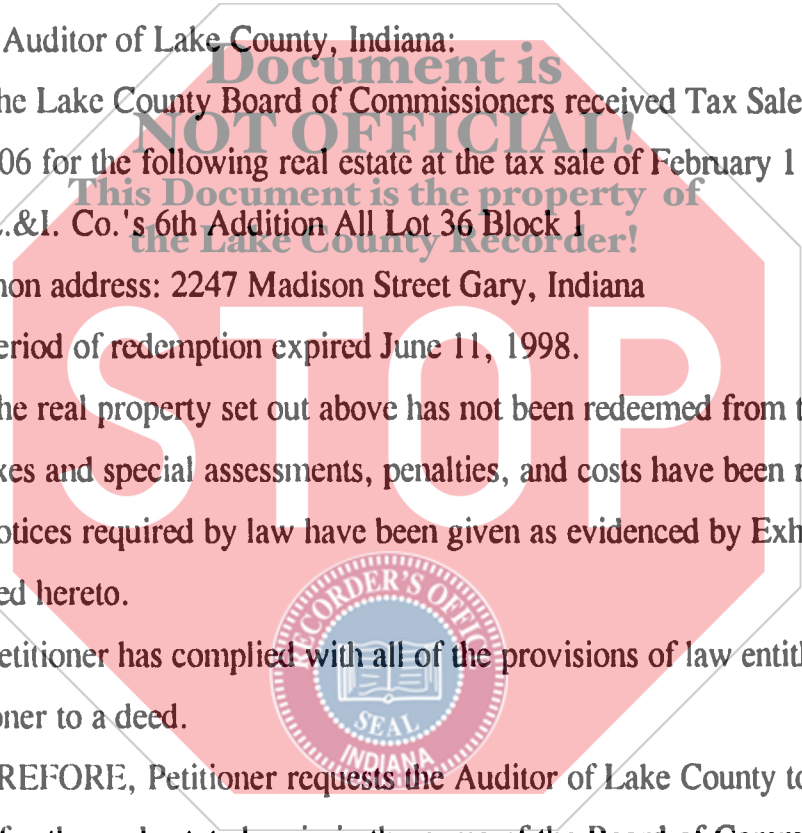 Auditor of Lake County, Indiana:
Document is
he Lake County Board of Commissioners received Tax Sale
NOT OFFICIAL!
06 for the following real estate at the tax sale of February 1
This Document is the property of
.&I. Co.'s 6th Addition All Lot 36 Block 1
the Lake County Recorder!
non address: 2247 Madison Street Gary, Indiana
eriod of redemption expired June 11, 1998.
he real property set out above has not been redeemed from t
STOP
xes and special assessments, penalties, and costs have been
otices required by law have been given as evidenced by Exh
ed hereto.
RECORDER'S OFFICE
etitioner has complied with all of the provisions of law entitl
oner to a deed.
SEAL
INDIANA
REFORE, Petitioner requests the Auditor of Lake County to